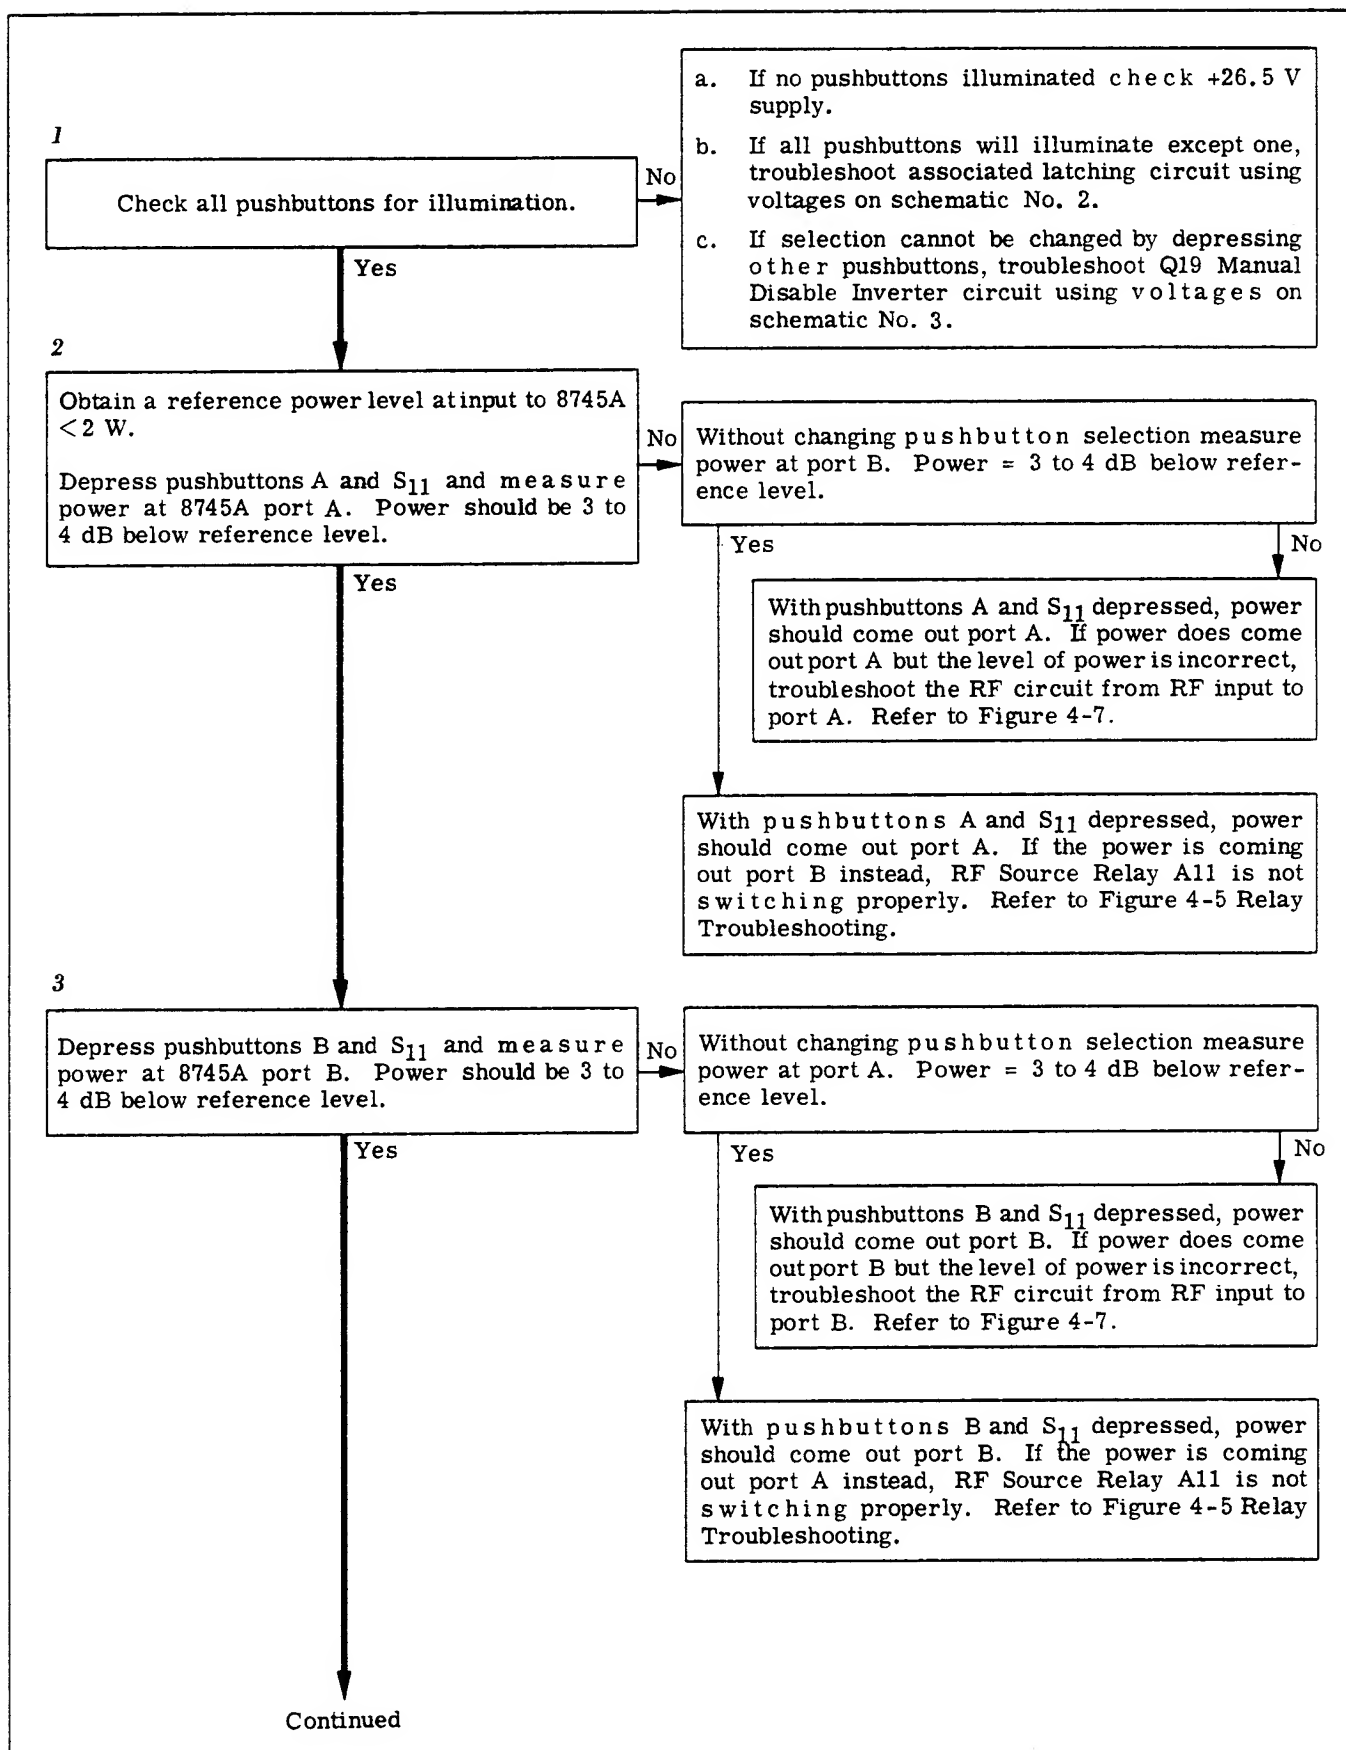 1
Check all pushbuttons for illumination.
No
a. If no pushbuttons illuminated check +26.5 V
supply.
b. If all pushbuttons will illuminate except one,
troubleshoot associated latching circuit using
voltages on schematic No. 2.
c. If selection cannot be changed by depressing
other pushbuttons, troubleshoot Q19 Manual
Disable Inverter circuit using voltages on
schematic No. 3.
Yes
2
Obtain a reference power level at input to 8745A
<2 W.
Depress pushbuttons A and S11 and measure
power at 8745A port A. Power should be 3 to
4 dB below reference level.
No
Without changing pushbutton selection measure
power at port B. Power = 3 to 4 dB below refer-
ence level.
Yes
No
With pushbuttons A and S11 depressed, power
should come out port A. If power does come
out port A but the level of power is incorrect,
troubleshoot the RF circuit from RF input to
port A. Refer to Figure 4-7.
With pushbuttons A and S11 depressed, power
should come out port A. If the power is coming
out port B instead, RF Source Relay A11 is not
switching properly. Refer to Figure 4-5 Relay
Troubleshooting.
Yes
3
Depress pushbuttons B and S11 and measure
power at 8745A port B. Power should be 3 to
4 dB below reference level.
No
Without changing pushbutton selection measure
power at port A. Power = 3 to 4 dB below refer-
ence level.
Yes
No
With pushbuttons B and S11 depressed, power
should come out port B. If power does come
out port B but the level of power is incorrect,
troubleshoot the RF circuit from RF input to
port B. Refer to Figure 4-7.
With pushbuttons B and S11 depressed, power
should come out port B. If the power is coming
out port A instead, RF Source Relay A11 is not
switching properly. Refer to Figure 4-5 Relay
Troubleshooting.
Yes
Continued